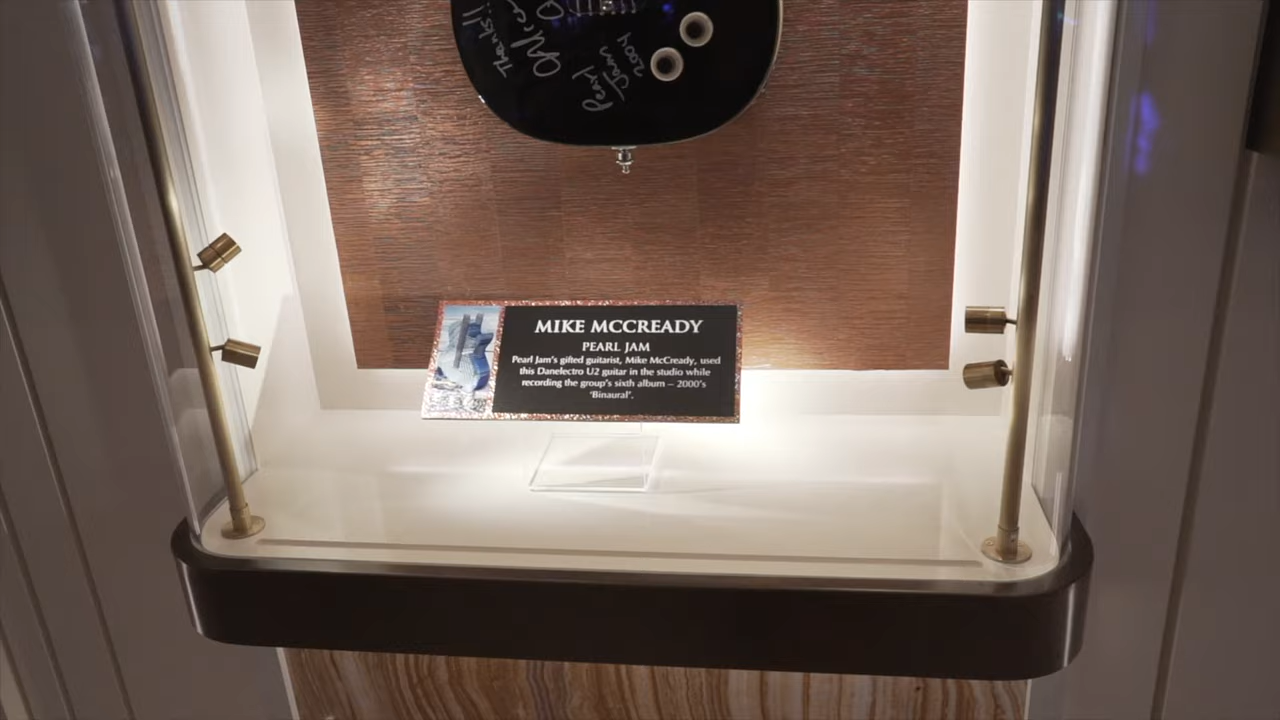 Thanks!!
Pearl
Jam
2004
MIKE MCCREADY
PEARL JAM
Pearl Jam's gifted guitarist, Mike McCready, used
this Danelectro U2 guitar in the studio while
recording the group's sixth album – 2000's
'Binaural'.